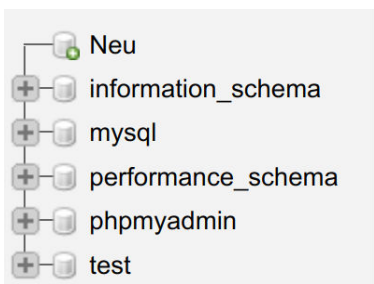 Neu
information_schema
mysql
performance_schema
phpmyadmin
test